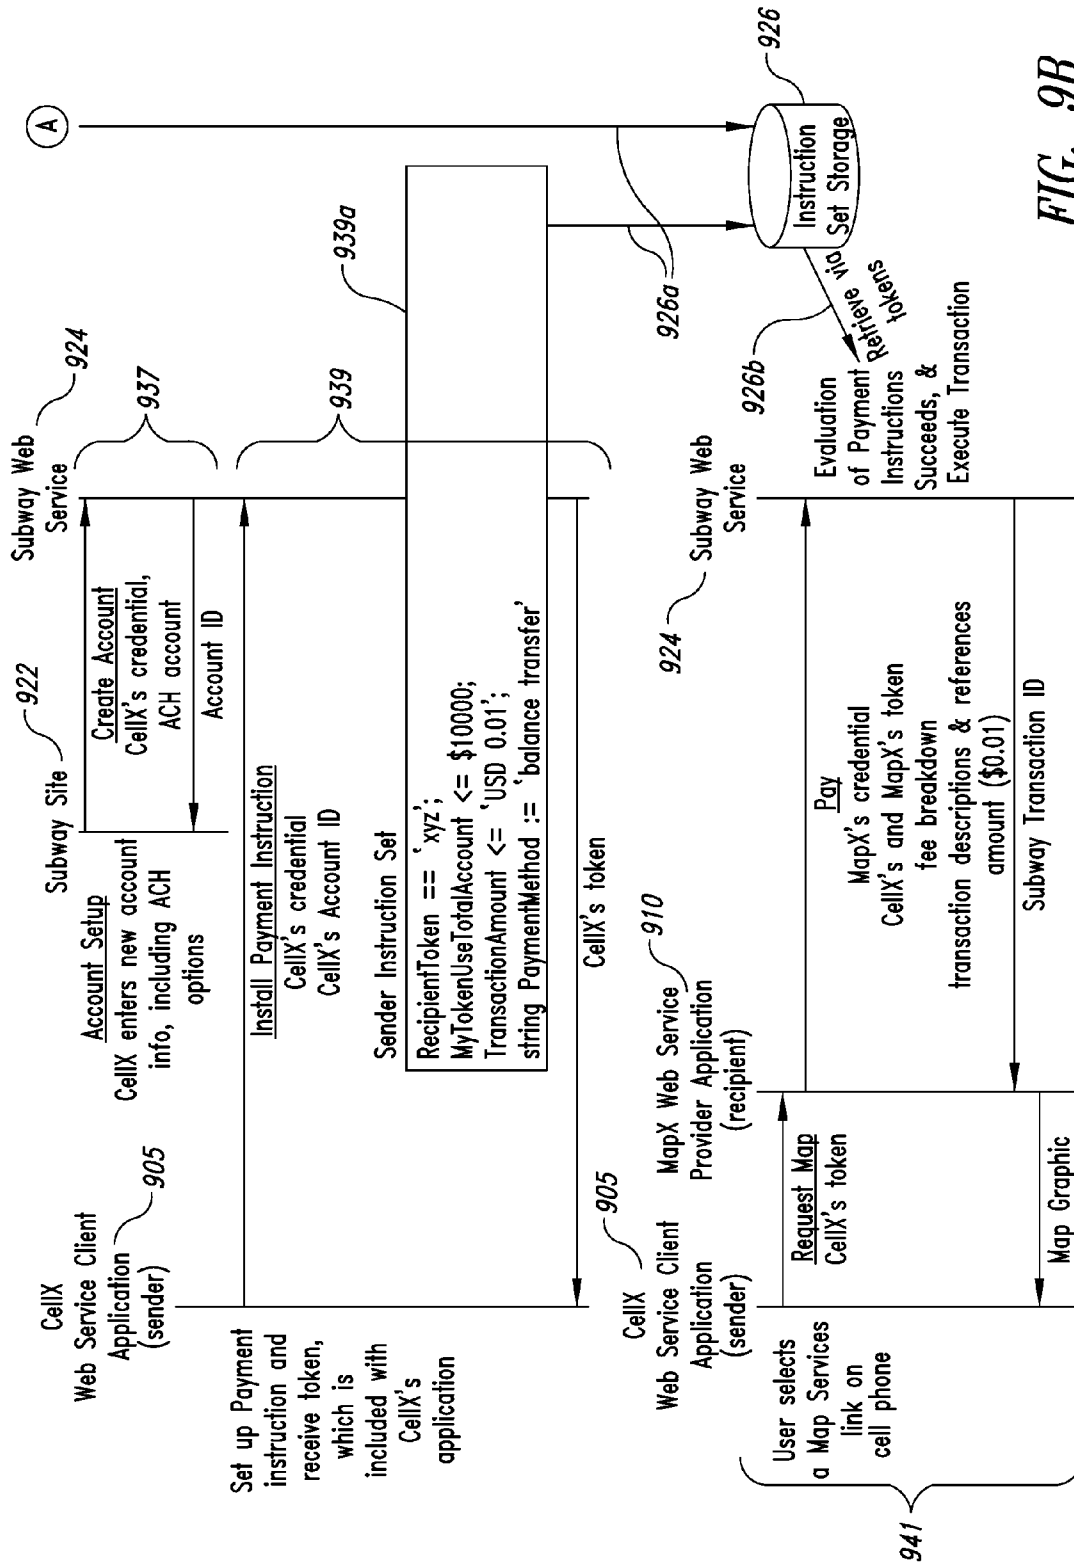 CellX
Web Service Client
Application
(sender)
905
Subway Site
922
Subway Web
Service
924
A
Account Setup
CellX enters new account
info, including ACH
options
Create Account
CellX's credential,
ACH account
Account ID
937
Set up Payment
instruction and
receive token,
which is
included with
CellX's
application
Install Payment Instruction
CellX's credential
CellX's Account ID
939
939a
Sender Instruction Set
RecipientToken == 'xyz';
MyTokenUseTotalAccount <= $10000;
TransactionAmount <= 'USD 0.01';
string PaymentMethod := 'balance transfer'
CellX's token
926a
926
Instruction
Set Storage
CellX
Web Service Client
Application
(sender)
905
MapX Web Service
Provider Application
(recipient)
910
924
Subway Web
Service
926b
Retrieve via
tokens
Evaluation
of Payment
Instructions
Succeeds, &
Execute Transaction
User selects
a Map Services
link on
cell phone
941
Request Map
CellX's token
Pay
MapX's credential
CellX's and MapX's token
fee breakdown
transaction descriptions & references
amount ($0.01)
Subway Transaction ID
Map Graphic
FIG. 9B